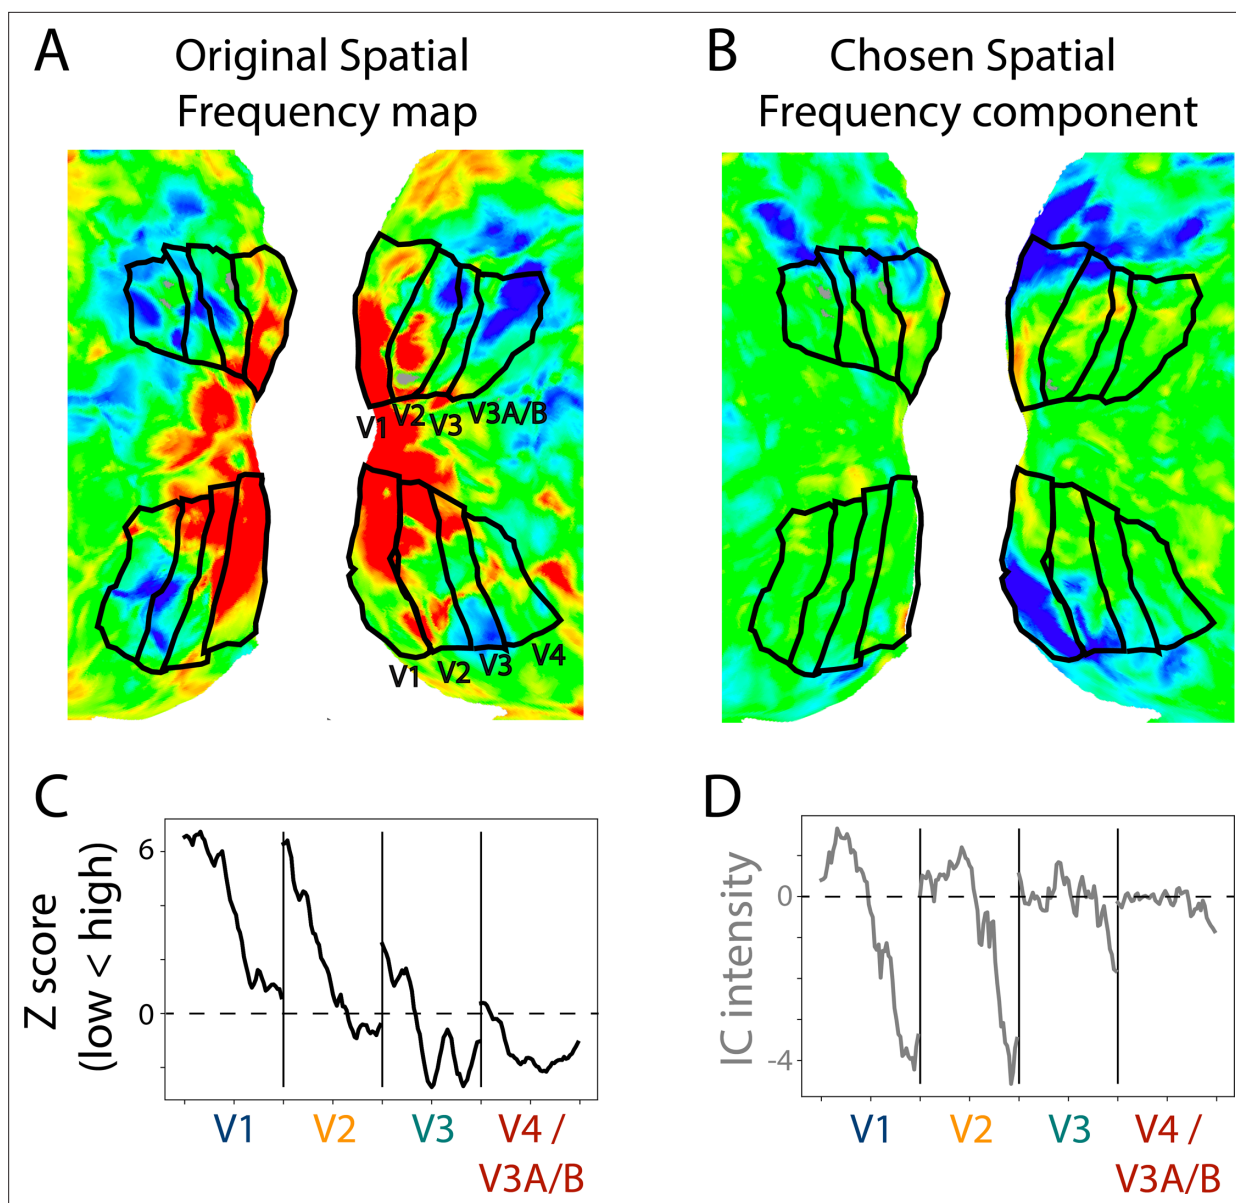 A
Original Spatial
Frequency map
B
Chosen Spatial
Frequency component
V1
V2
V3
V3A/B
V1
V2
V3
V4
C
Z score
(low < high)
6
0
V1
V2
V3
V4 /
V3A/B
D
IC intensity
0
-4
V1
V2
V3
V4 /
V3A/B